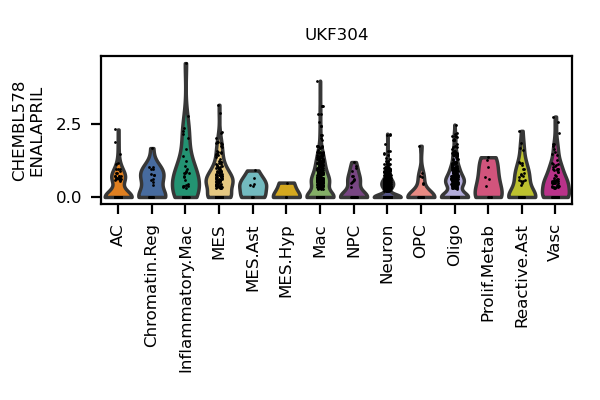 UKF304
CHEMBL578
ENALAPRIL
2.5
0.0
AC
Chromatin.Reg
Inflammatory.Mac
MES
MES.Ast
MES.Hyp
Mac
NPC
Neuron
OPC
Oligo
Prolif.Metab
Reactive.Ast
Vasc